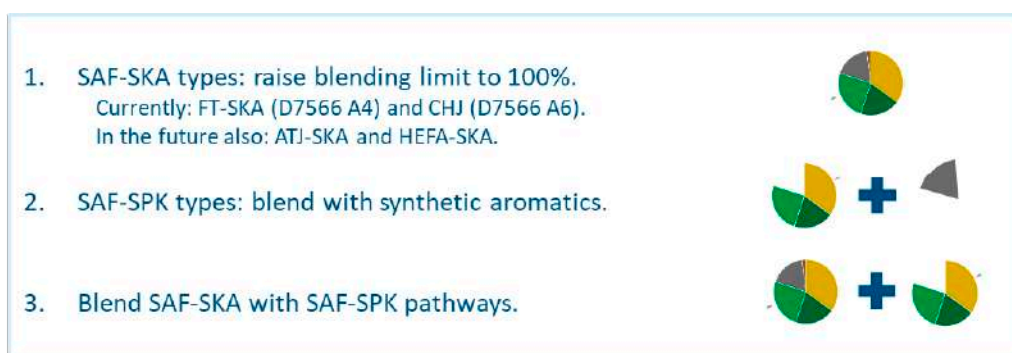 1. SAF-SKA types: raise blending limit to 100%.
Currently: FT-SKA (D7566 A4) and CHJ (D7566 A6).
In the future also: ATJ-SKA and HEFA-SKA.
2. SAF-SPK types: blend with synthetic aromatics.
3. Blend SAF-SKA with SAF-SPK pathways.